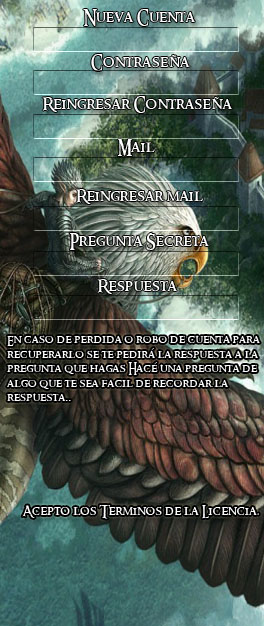 Nueva Cuenta
Contraseña
Reingresar Contraseña
Mail
Reingresar mail
Pregunta Secreta
Respuesta
En caso de perdida o robo de cuenta para
recuperarlo se te pedirá la respuesta a la
pregunta que hagas Hacé una pregunta de
algo que te sea facil de recordar la
respuesta..
Acepto los Terminos de la Licencia.